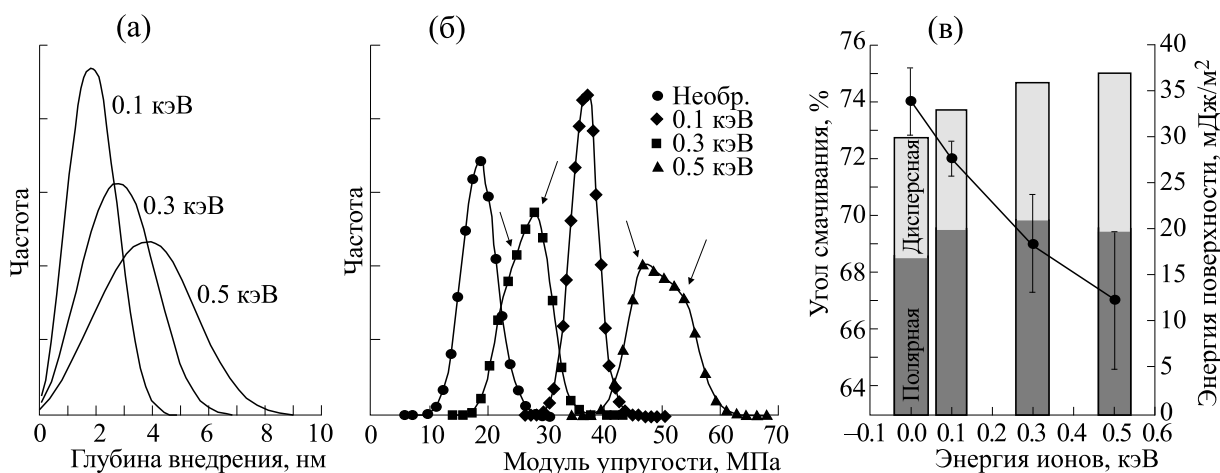 (а)
Частота
0.1 кэВ
0.3 кэВ
0.5 кэВ
0 2 4 6 8 10
Глубина внедрения, нм
(б)
Частота
Необр.
0.1 кэВ
0.3 кэВ
0.5 кэВ
0 10 20 30 40 50 60 70
Модуль упругости, МПа
(в)
Угол смачивания, %
76
74
72
70
68
66
64
Дисперсная
Полярная
40
35
30
25
20
15
10
5
0
Энергия поверхности, мДж/м²
–0.1 0.0 0.1 0.2 0.3 0.4 0.5 0.6
Энергия ионов, кэВ